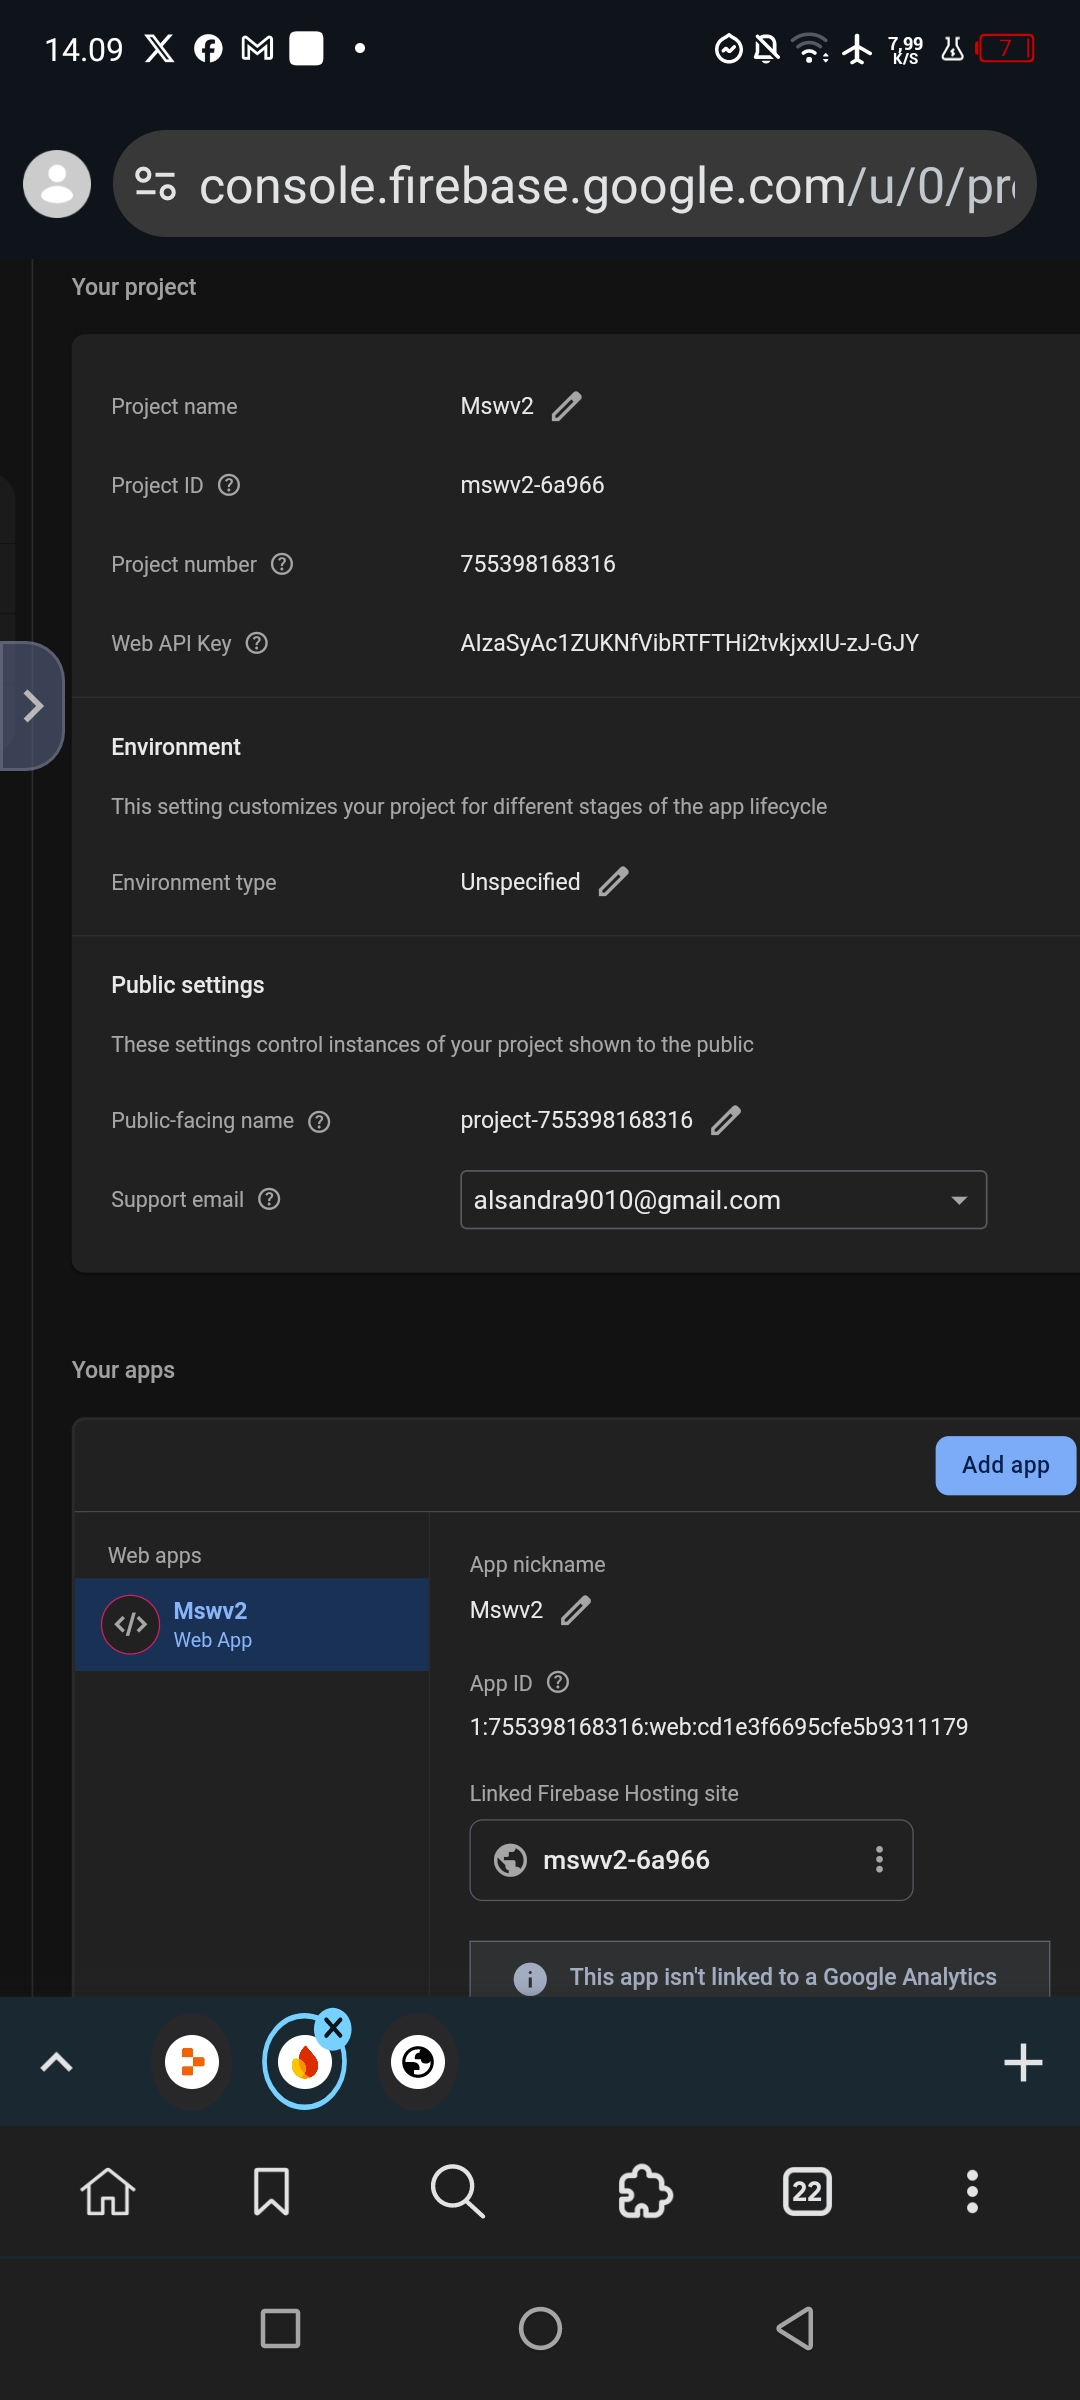 14.09
7,99
K/S
7
console.firebase.google.com/u/0/pr
Your project
Project name
Mswv2
Project ID
mswv2-6a966
Project number
755398168316
Web API Key
AIzaSyAc1ZUKNfVibRTFTHi2tvkjxxIU-zJ-GJY
Environment
This setting customizes your project for different stages of the app lifecycle
Environment type
Unspecified
Public settings
These settings control instances of your project shown to the public
Public-facing name
project-755398168316
Support email
alsandra9010@gmail.com
Your apps
Add app
Web apps
Mswv2
Web App
App nickname
Mswv2
App ID
1:755398168316:web:cd1e3f6695cfe5b9311179
Linked Firebase Hosting site
mswv2-6a966
This app isn't linked to a Google Analytics
22